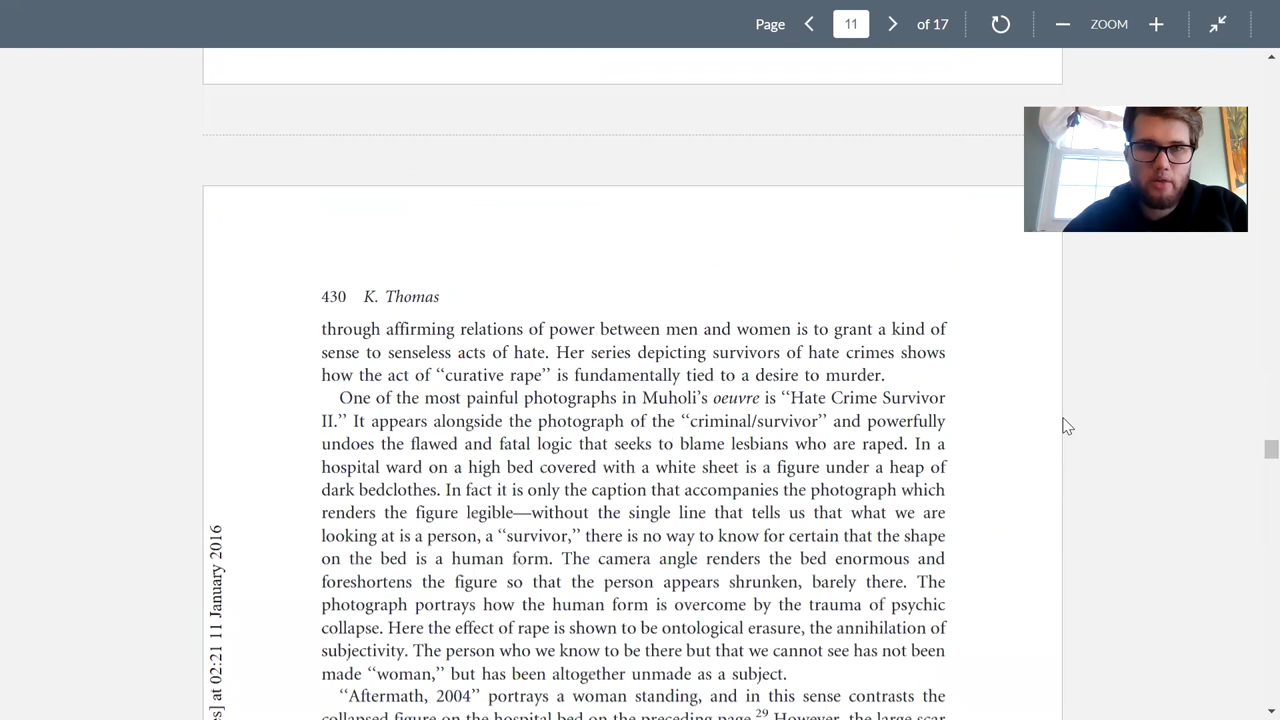 Page 11 of 17 ZOOM
430 K. Thomas
through affirming relations of power between men and women is to grant a kind of
sense to senseless acts of hate. Her series depicting survivors of hate crimes shows
how the act of ‘‘curative rape’’ is fundamentally tied to a desire to murder.
One of the most painful photographs in Muholi’s oeuvre is ‘‘Hate Crime Survivor
II.’’ It appears alongside the photograph of the ‘‘criminal/survivor’’ and powerfully
undoes the flawed and fatal logic that seeks to blame lesbians who are raped. In a
hospital ward on a high bed covered with a white sheet is a figure under a heap of
dark bedclothes. In fact it is only the caption that accompanies the photograph which
renders the figure legible—without the single line that tells us that what we are
looking at is a person, a ‘‘survivor,’’ there is no way to know for certain that the shape
on the bed is a human form. The camera angle renders the bed enormous and
foreshortens the figure so that the person appears shrunken, barely there. The
photograph portrays how the human form is overcome by the trauma of psychic
collapse. Here the effect of rape is shown to be ontological erasure, the annihilation of
subjectivity. The person who we know to be there but that we cannot see has not been
made ‘‘woman,’’ but has been altogether unmade as a subject.
‘‘Aftermath, 2004’’ portrays a woman standing, and in this sense contrasts the
collapsed figure on the hospital bed on the preceding page.29 However, the large scar
es] at 02:21 11 January 2016